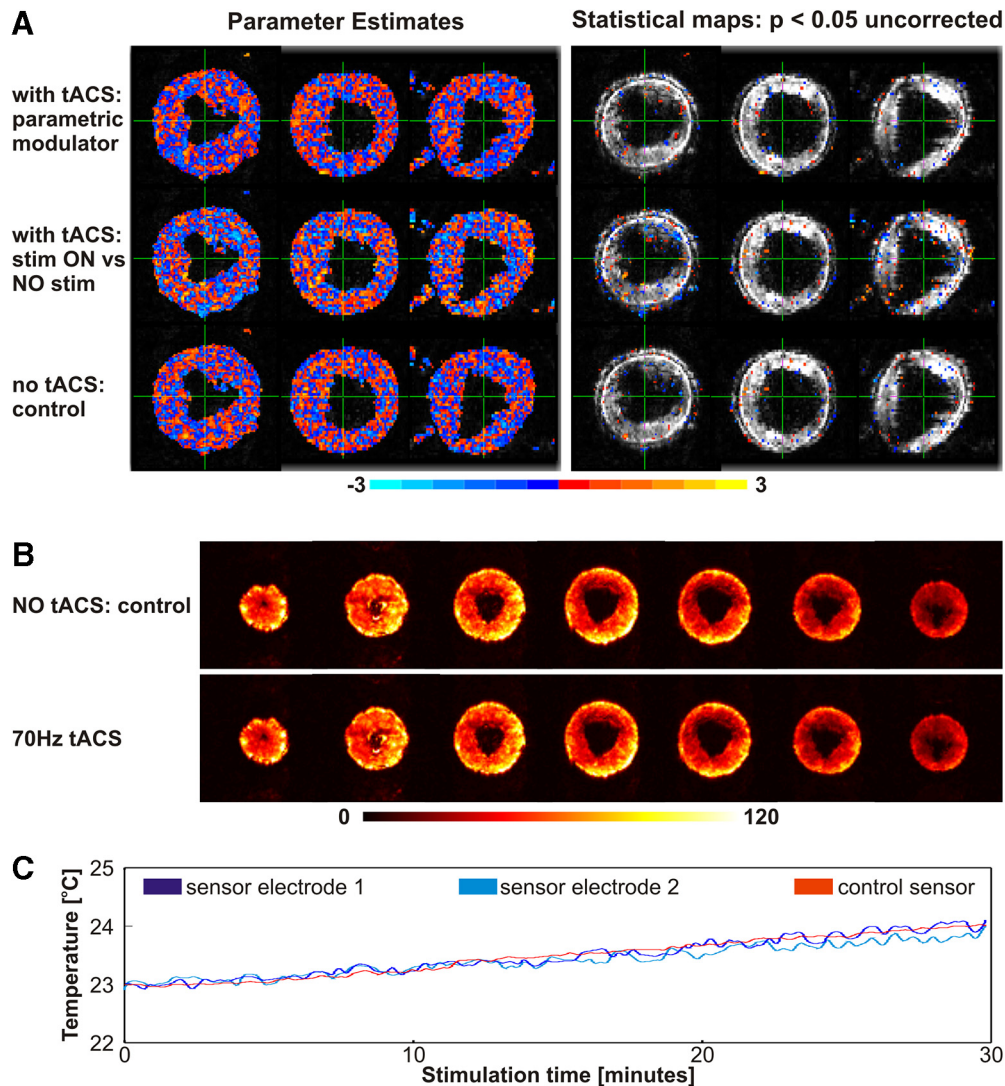 A
Parameter Estimates
Statistical maps: p < 0.05 uncorrected
with tACS:
parametric
modulator
with tACS:
stim ON vs
NO stim
no tACS:
control
-3
3
B
NO tACS: control
70Hz tACS
0
120
C
Temperature [°C]
25
24
23
22
sensor electrode 1
sensor electrode 2
control sensor
0
10
20
30
Stimulation time [minutes]